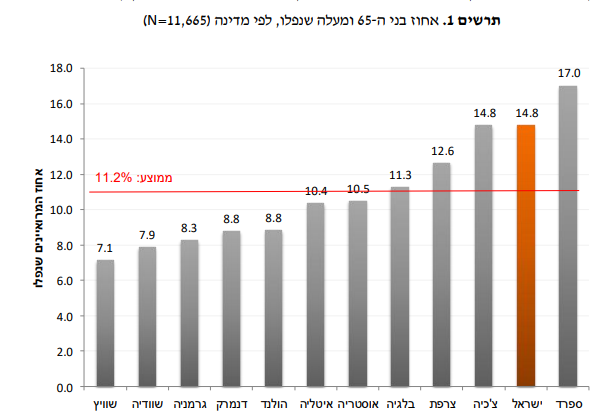 תרשים 1. אחוז בני ה-65 ומעלה שנפלו, לפי מדינה (N=11,665)
אחוז המרואיינים שנפלו
18.0
16.0
14.0
12.0
10.0
8.0
6.0
4.0
2.0
0.0
ממוצע: 11.2%
7.1
7.9
8.3
8.8
8.8
10.4
10.5
11.3
12.6
14.8
14.8
17.0
שוויץ
שוודיה
גרמניה
דנמרק
הולנד
איטליה
אוסטריה
בלגיה
צרפת
צ'כיה
ישראל
ספרד